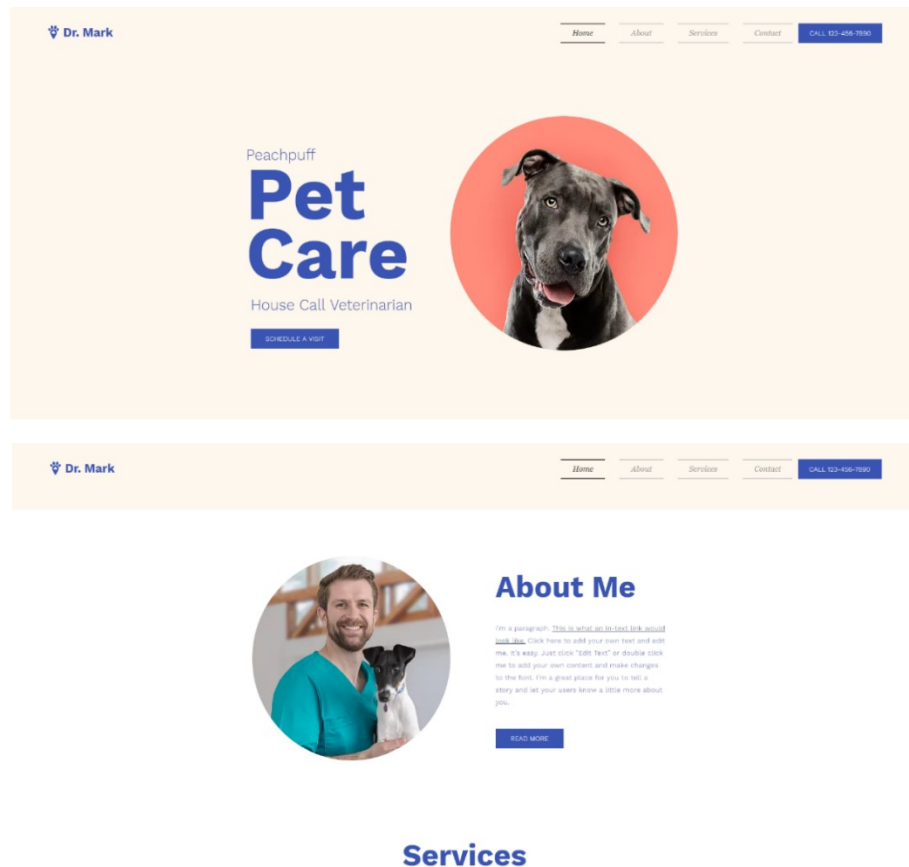 Dr. Mark
Home About Services Contact CALL 123-456-7890
Peachpuff
Pet
Care
House Call Veterinarian
SCHEDULE A VISIT
Dr. Mark
Home About Services Contact CALL 123-456-7890
About Me
I'm a paragraph. This is what an in-text link would
look like. Click here to add your own text and edit
me. It's easy. Just click "Edit Text" or double click
me to add your own content and make changes
to the font. I'm a great place for you to tell a
story and let your users know a little more about
you.
READ MORE
Services